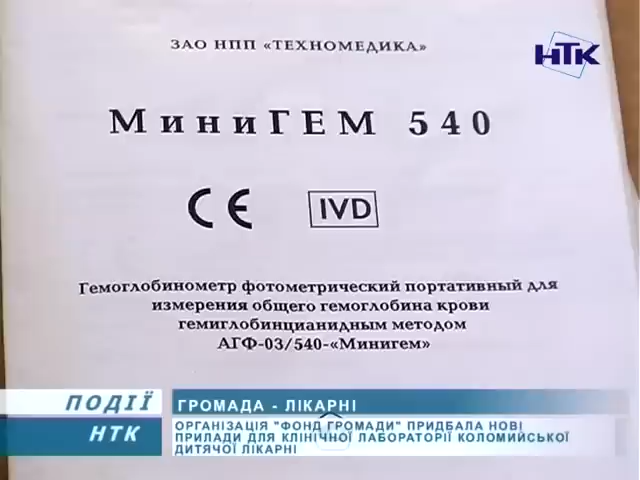 ЗАО НПП «ТЕХНОМЕДИКА»
НТК
МиниГЕМ 540
CE IVD
Гемоглобинометр фотометрический портативный для
измерения общего гемоглобина крови
гемиглобинцианидным методом
АГФ-03/540-«Минигем»
ПОДІЇ
НТК
ГРОМАДА - ЛІКАРНІ
ОРГАНІЗАЦІЯ "ФОНД ГРОМАДИ" ПРИДБАЛА НОВІ
ПРИЛАДИ ДЛЯ КЛІНІЧНОЇ ЛАБОРАТОРІЇ КОЛОМИЙСЬКОЇ
ДИТЯЧОЇ ЛІКАРНІ